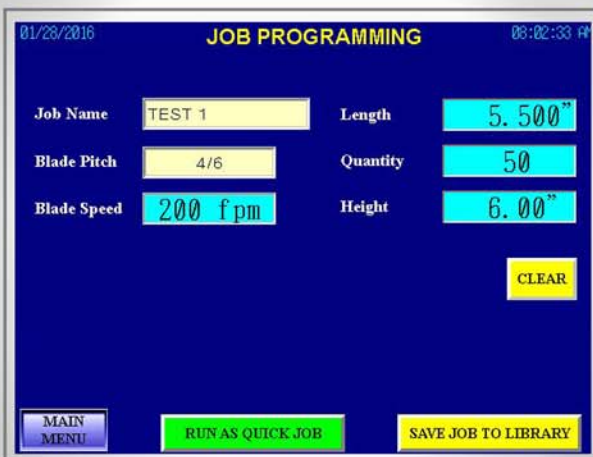 01/28/2016 JOB PROGRAMMING 08:02:33 AM
Job Name TEST 1 Length 5.500"
Blade Pitch 4/6 Quantity 50
Blade Speed 200 fpm Height 6.00"
CLEAR
MAIN
MENU
RUN AS QUICK JOB SAVE JOB TO LIBRARY